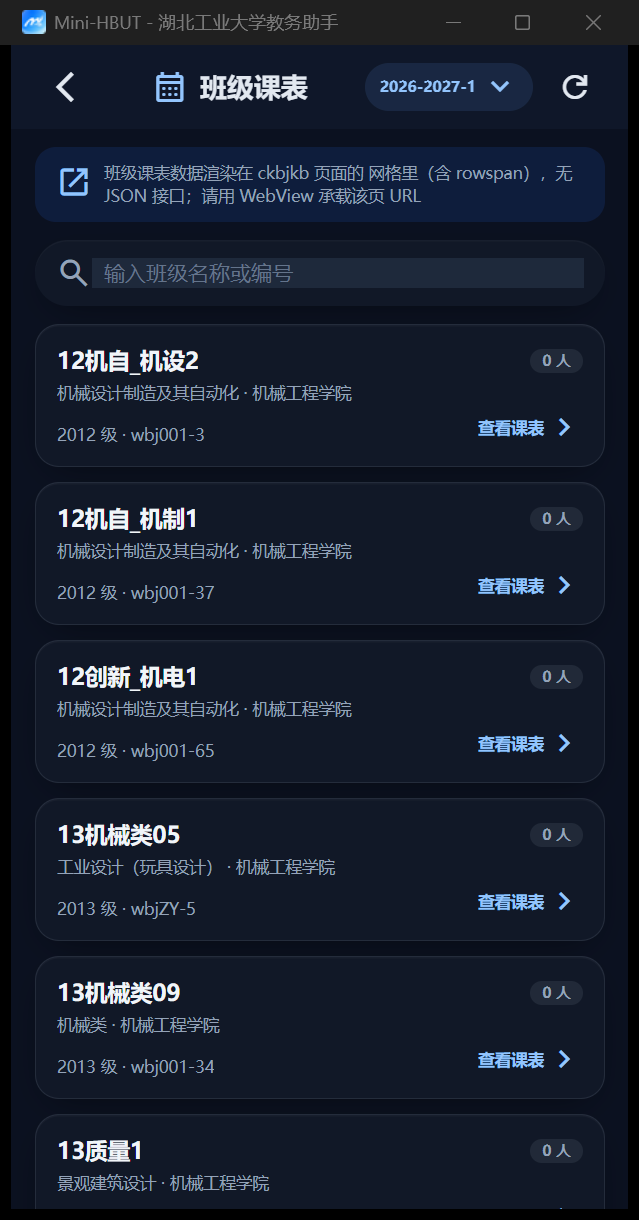 Mini-HBUT - 湖北工业大学教务助手
班级课表
2026-2027-1
班级课表数据渲染在 ckbjkb 页面的 网格里（含 rowspan），无
JSON 接口；请用 WebView 承载该页 URL
输入班级名称或编号
12机自_机设2
0 人
机械设计制造及其自动化 · 机械工程学院
2012 级 · wbj001-3
查看课表
12机自_机制1
0 人
机械设计制造及其自动化 · 机械工程学院
2012 级 · wbj001-37
查看课表
12创新_机电1
0 人
机械设计制造及其自动化 · 机械工程学院
2012 级 · wbj001-65
查看课表
13机械类05
0 人
工业设计（玩具设计） · 机械工程学院
2013 级 · wbjZY-5
查看课表
13机械类09
0 人
机械类 · 机械工程学院
2013 级 · wbj001-34
查看课表
13质量1
0 人
景观建筑设计 · 机械工程学院